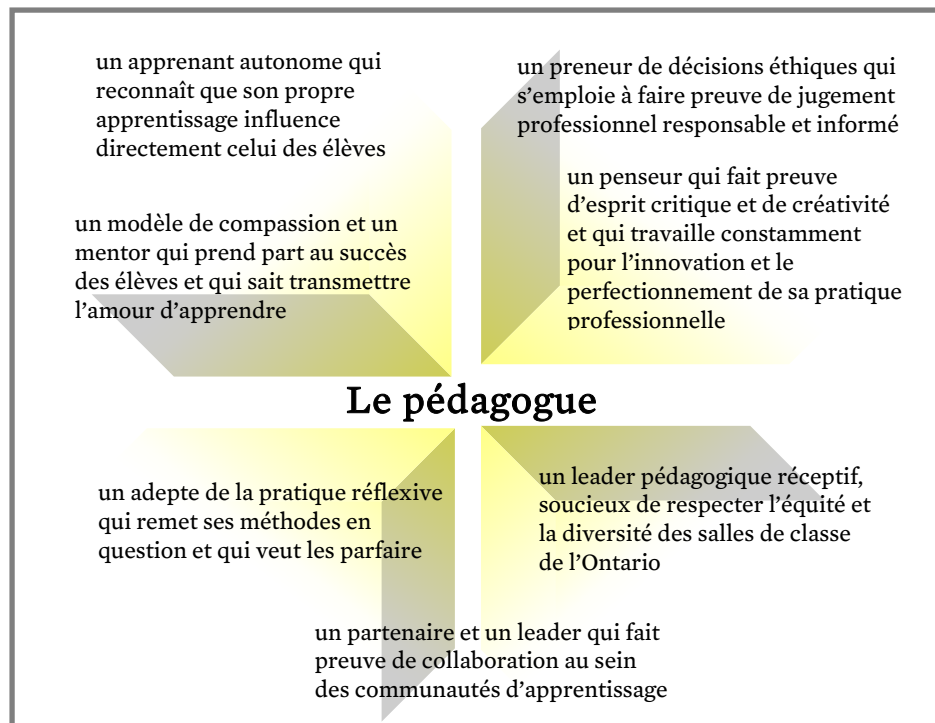 un apprenant autonome qui
reconnaît que son propre
apprentissage influence
directement celui des élèves
un preneur de décisions éthiques qui
s'emploie à faire preuve de jugement
professionnel responsable et informé
un modèle de compassion et un
mentor qui prend part au succès
des élèves et qui sait transmettre
l'amour d'apprendre
un penseur qui fait preuve
d'esprit critique et de créativité
et qui travaille constamment
pour l'innovation et le
perfectionnement de sa pratique
professionnelle
Le pédagogue
un adepte de la pratique réflexive
qui remet ses méthodes en
question et qui veut les parfaire
un leader pédagogique réceptif,
soucieux de respecter l'équité et
la diversité des salles de classe
de l'Ontario
un partenaire et un leader qui fait
preuve de collaboration au sein
des communautés d'apprentissage